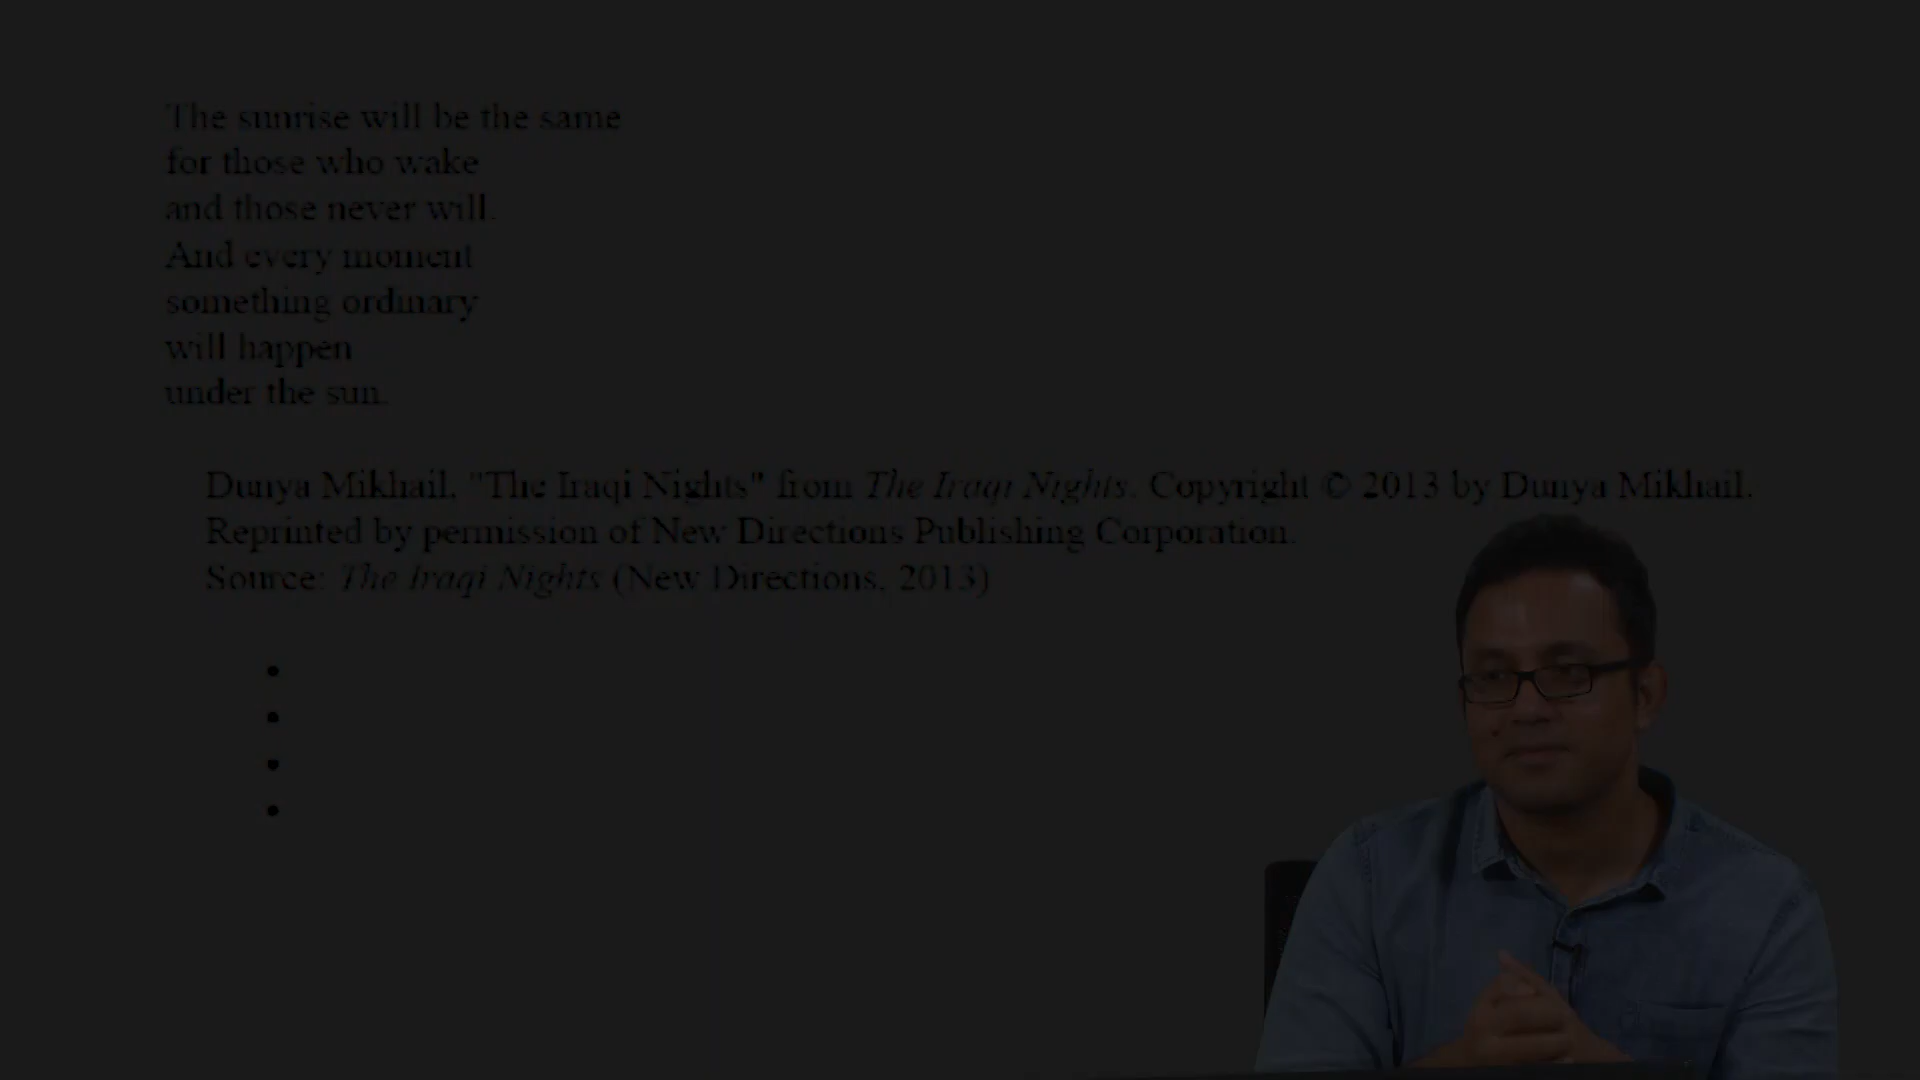 The sunrise will be the same
for those who wake
and those never will.
And every moment
something ordinary
will happen
under the sun.
Dunya Mikhail, "The Iraqi Nights" from The Iraqi Nights. Copyright © 2013 by Dunya Mikhail.
Reprinted by permission of New Directions Publishing Corporation.
Source: The Iraqi Nights (New Directions, 2013)